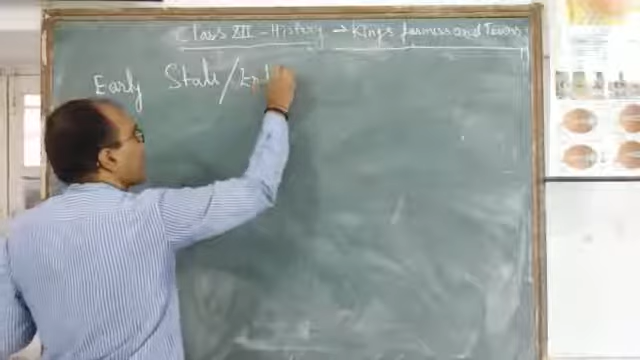 Class XII - History → Kings farmers and Towns
Early State /